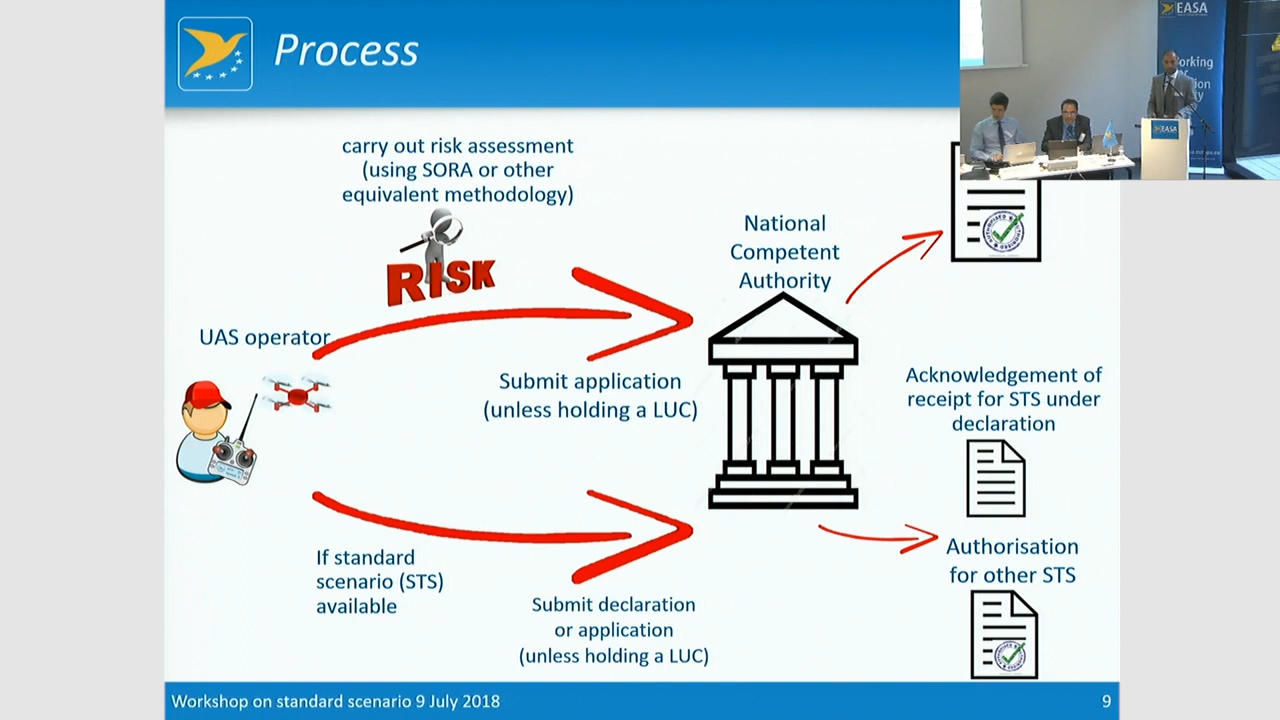 Process
EASA
carry out risk assessment
(using SORA or other
equivalent methodology)
RISK
National
Competent
Authority
UAS operator
Submit application
(unless holding a LUC)
Acknowledgement of
receipt for STS under
declaration
If standard
scenario (STS)
available
Authorisation
for other STS
Submit declaration
or application
(unless holding a LUC)
Workshop on standard scenario 9 July 2018
9
EASA